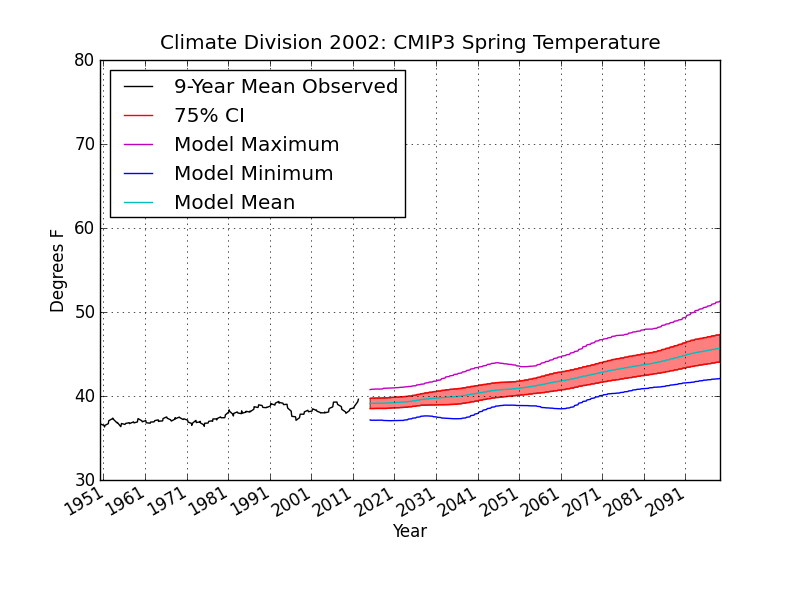 Climate Division 2002: CMIP3 Spring Temperature
80
70
60
50
40
30
Degrees F
9-Year Mean Observed
75% CI
Model Maximum
Model Minimum
Model Mean
1951
1961
1971
1981
1991
2001
2011
2021
2031
2041
2051
2061
2071
2081
2091
Year